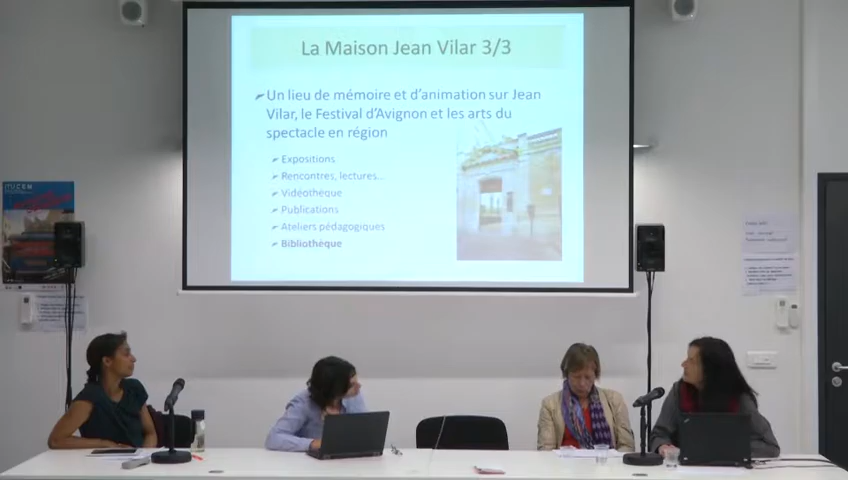 La Maison Jean Vilar 3/3
Un lieu de mémoire et d'animation sur Jean
Vilar, le Festival d'Avignon et les arts du
spectacle en région
Expositions
Rencontres, lectures...
Vidéothèque
Publications
Ateliers pédagogiques
Bibliothèque